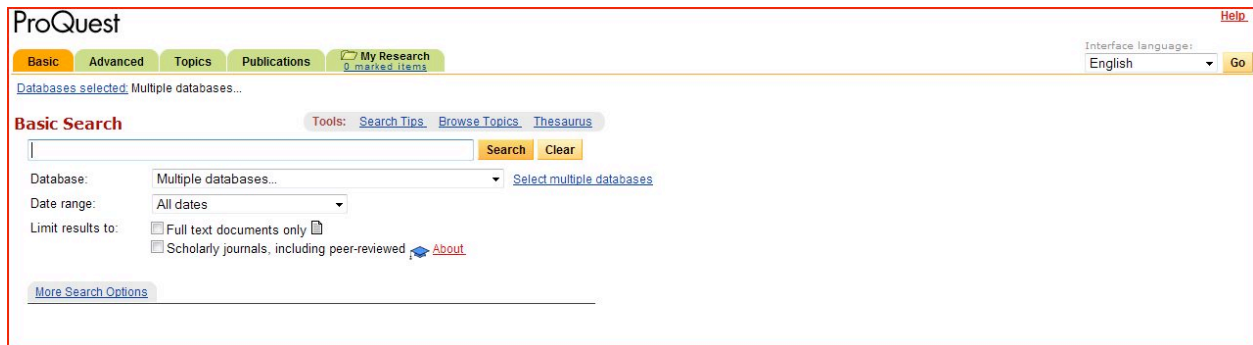 ProQuest
Help
Basic Advanced Topics Publications My Research
0 marked items
Interface language:
English Go
Databases selected: Multiple databases...
Basic Search
Tools: Search Tips Browse Topics Thesaurus
Search Clear
Database: Multiple databases... Select multiple databases
Date range: All dates
Limit results to: Full text documents only
Scholarly journals, including peer-reviewed About
More Search Options